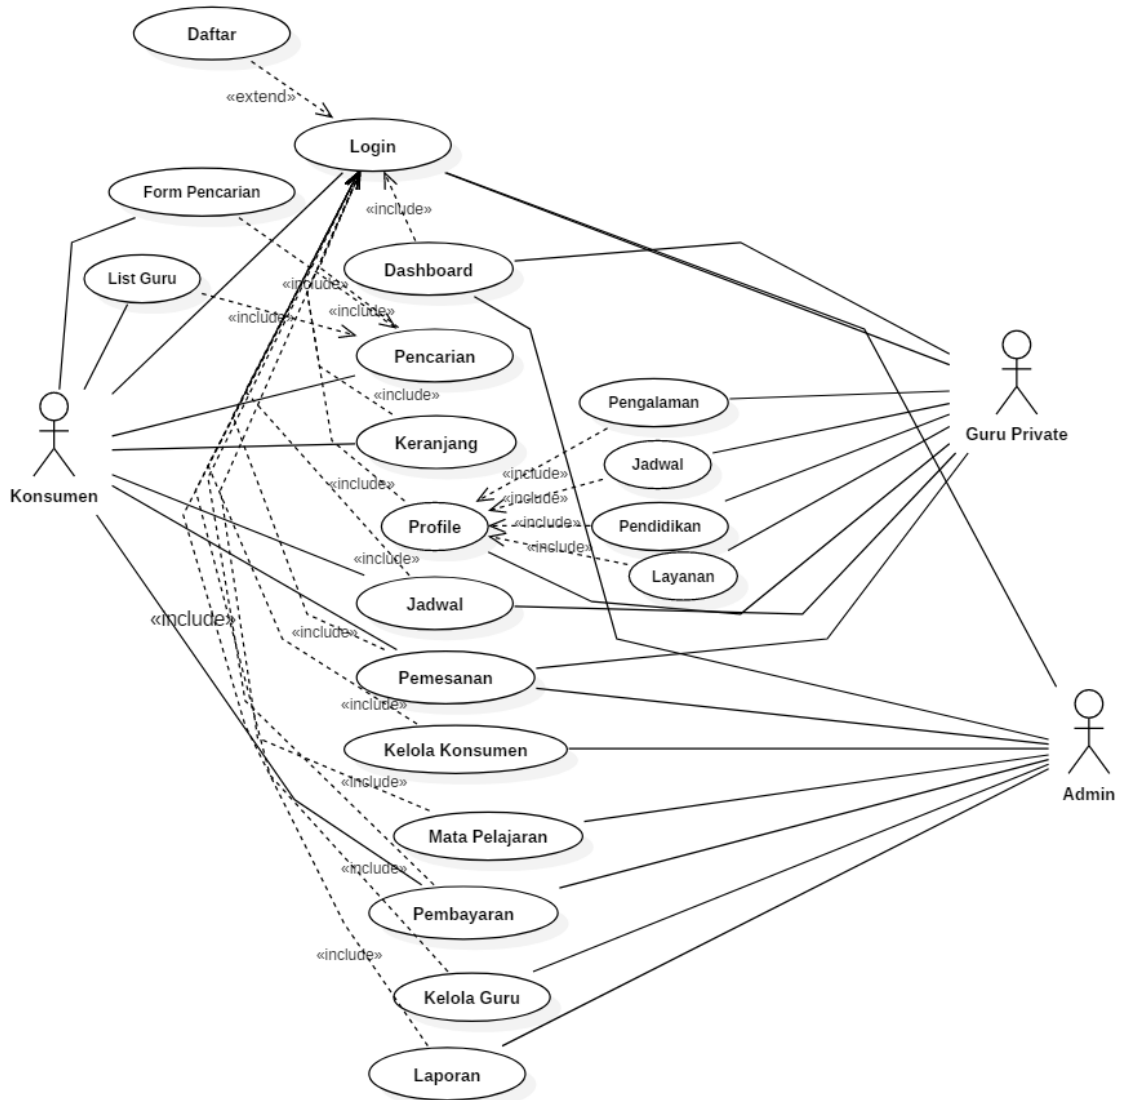 Daftar
«extend»
Login
Form Pencarian
«include»
Dashboard
List Guru
«include»
«include»
«include»
Pencarian
«include»
Pengalaman
Keranjang
Guru Private
Jadwal
«include»
«include»
«include»
Konsumen
Profile
«include»
Pendidikan
«include»
«include»
Layanan
Jadwal
«include»
«include»
Pemesanan
«include»
Kelola Konsumen
«include»
Admin
Mata Pelajaran
«include»
Pembayaran
«include»
Kelola Guru
Laporan